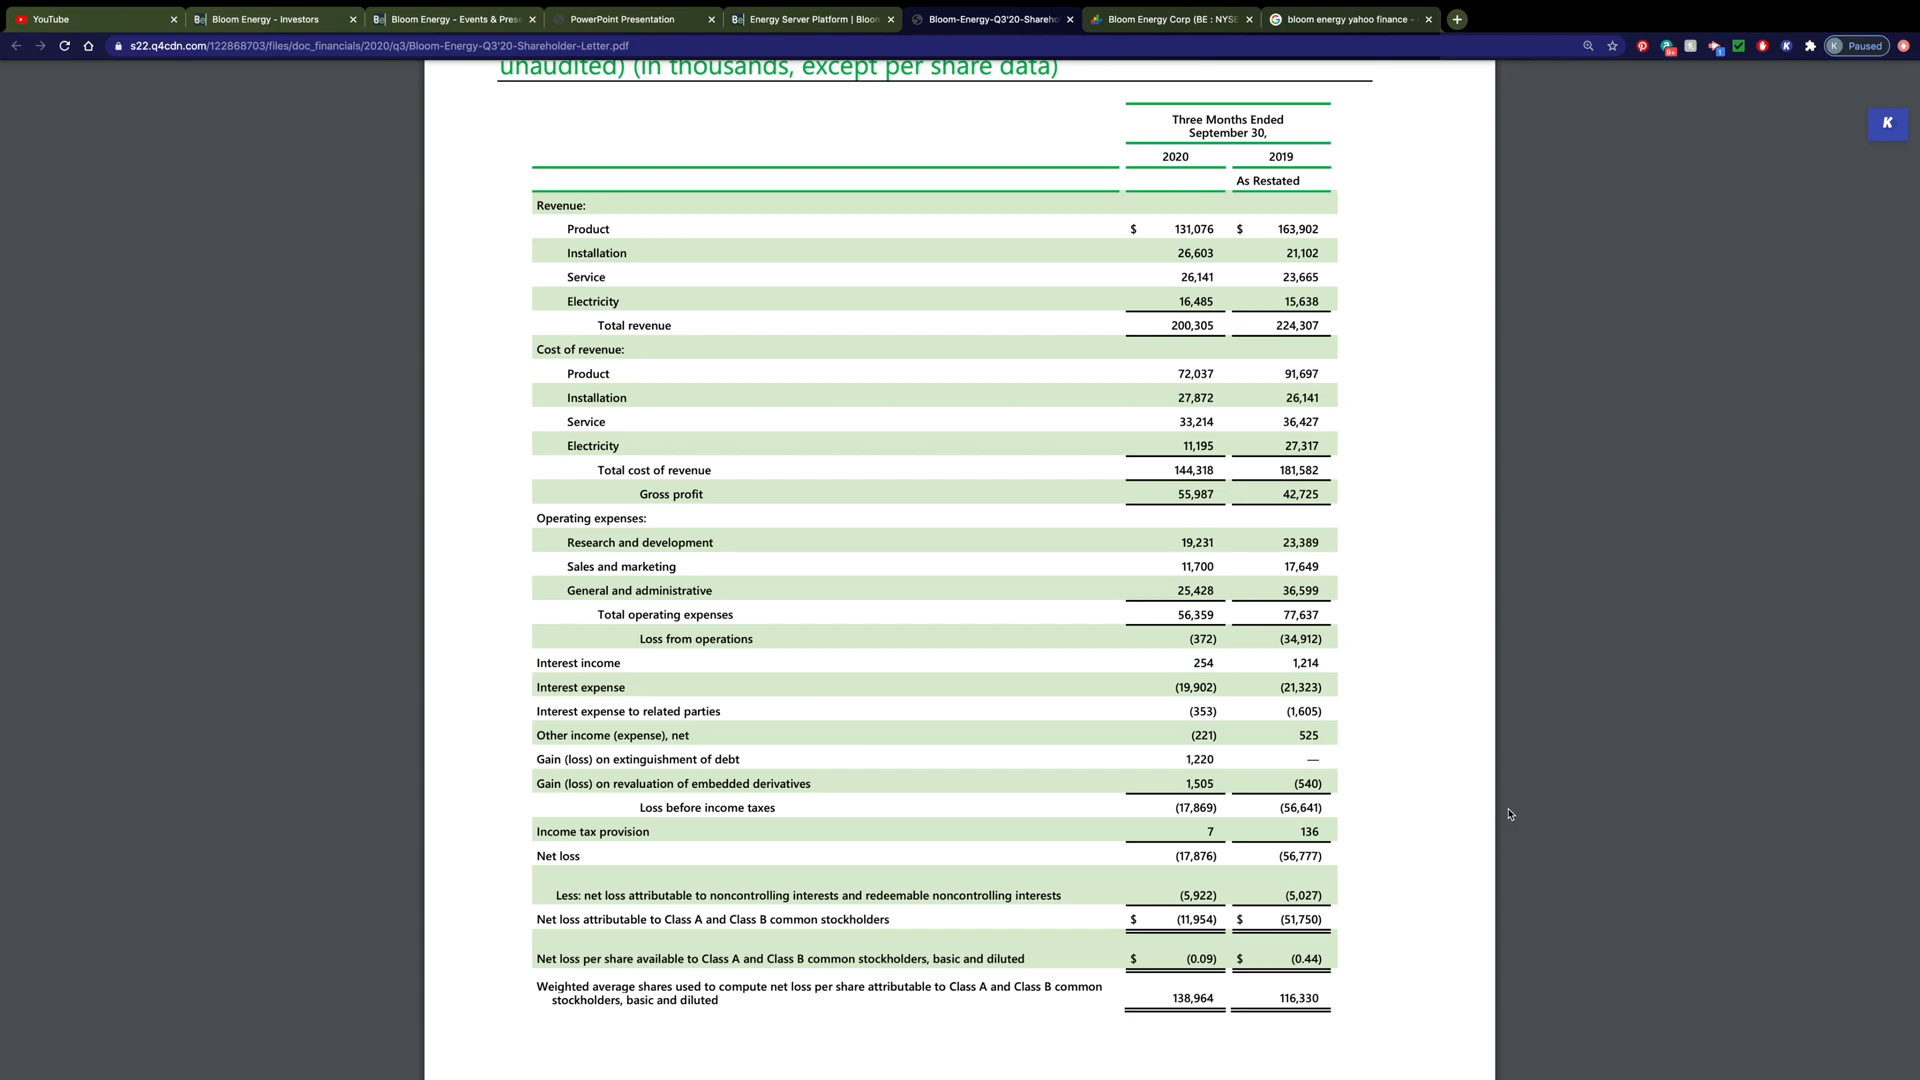 YouTube
Bloom Energy - Investors
Bloom Energy - Events & Pres
PowerPoint Presentation
Energy Server Platform | Bloom
Bloom-Energy-Q3'20-Shareho
Bloom Energy Corp (BE : NYSE
bloom energy yahoo finance -
s22.q4cdn.com/122868703/files/doc_financials/2020/q3/Bloom-Energy-Q3'20-Shareholder-Letter.pdf
K Paused
unaudited) (in thousands, except per share data)
K
Three Months Ended
September 30,
2020 2019
As Restated
Revenue:
Product $ 131,076 $ 163,902
Installation 26,603 21,102
Service 26,141 23,665
Electricity 16,485 15,638
Total revenue 200,305 224,307
Cost of revenue:
Product 72,037 91,697
Installation 27,872 26,141
Service 33,214 36,427
Electricity 11,195 27,317
Total cost of revenue 144,318 181,582
Gross profit 55,987 42,725
Operating expenses:
Research and development 19,231 23,389
Sales and marketing 11,700 17,649
General and administrative 25,428 36,599
Total operating expenses 56,359 77,637
Loss from operations (372) (34,912)
Interest income 254 1,214
Interest expense (19,902) (21,323)
Interest expense to related parties (353) (1,605)
Other income (expense), net (221) 525
Gain (loss) on extinguishment of debt 1,220 —
Gain (loss) on revaluation of embedded derivatives 1,505 (540)
Loss before income taxes (17,869) (56,641)
Income tax provision 7 136
Net loss (17,876) (56,777)
Less: net loss attributable to noncontrolling interests and redeemable noncontrolling interests (5,922) (5,027)
Net loss attributable to Class A and Class B common stockholders $ (11,954) $ (51,750)
Net loss per share available to Class A and Class B common stockholders, basic and diluted $ (0.09) $ (0.44)
Weighted average shares used to compute net loss per share attributable to Class A and Class B common
stockholders, basic and diluted 138,964 116,330